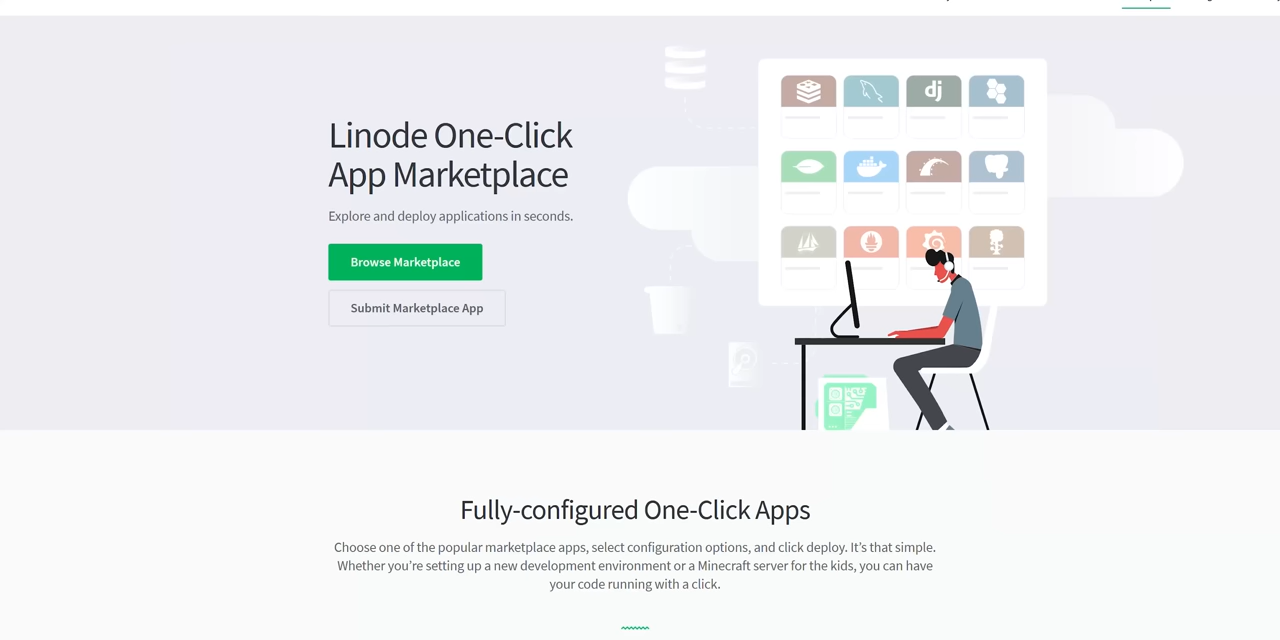 Linode One-Click
App Marketplace
Explore and deploy applications in seconds.
Browse Marketplace
Submit Marketplace App
dj
Fully-configured One-Click Apps
Choose one of the popular marketplace apps, select configuration options, and click deploy. It’s that simple.
Whether you’re setting up a new development environment or a Minecraft server for the kids, you can have
your code running with a click.